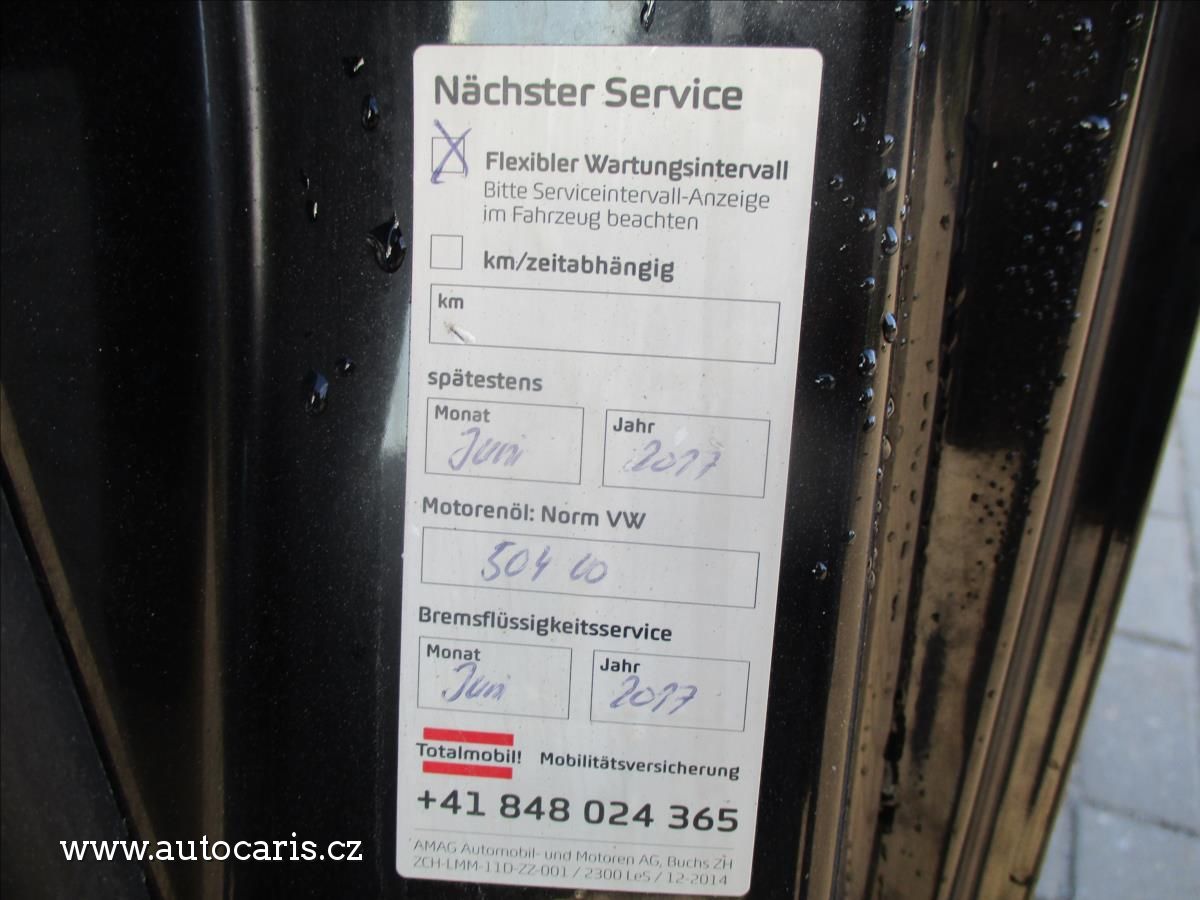 Nächster Service
X
Flexibler Wartungsintervall
Bitte Serviceintervall-Anzeige
im Fahrzeug beachten
km/zeitabhängig
km
spätestens
Monat Jahr
Juni 2017
Motorenöl: Norm VW
504 00
Bremsflüssigkeitsservice
Monat Jahr
Juni 2017
Totalmobil! Mobilitätsversicherung
+41 848 024 365
AMAG Automobil- und Motoren AG, Buchs ZH
ZCH-LMM-11D-ZZ-001 / 2300 LeS / 12-2014
www.autocaris.cz